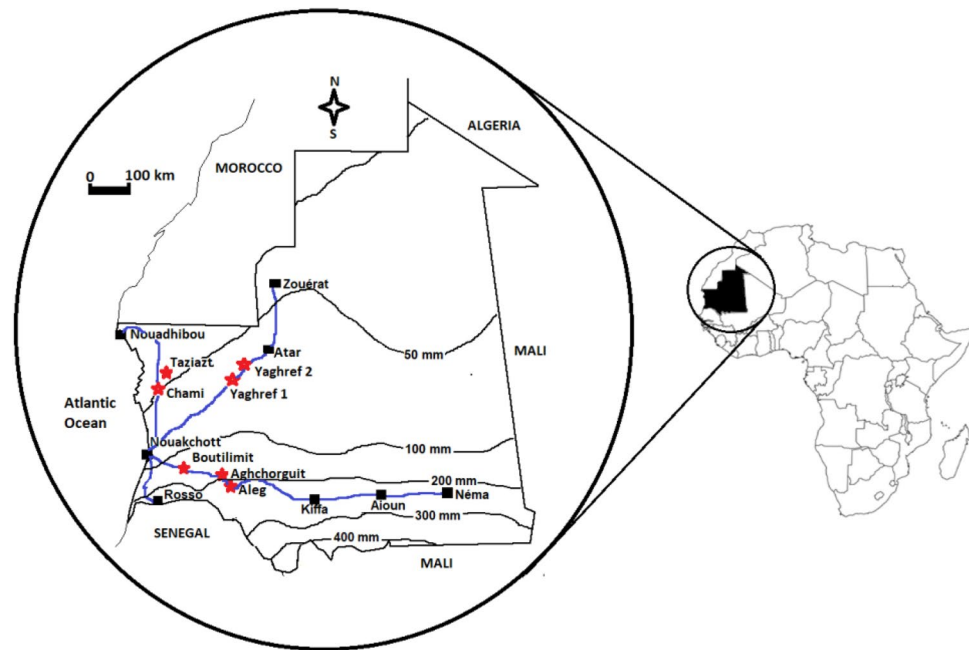 N
S
ALGERIA
MOROCCO
0 100 km
Zouérat
Nouadhibou
50 mm
Atar
MALI
Taziazt
Yaghref 2
Chami
Yaghref 1
Atlantic
Ocean
Nouakchott
100 mm
Boutilimit
Aghchorguit
200 mm
Aleg
Rosso
Kiffa
Aioun
Néma
300 mm
SENEGAL
400 mm
MALI